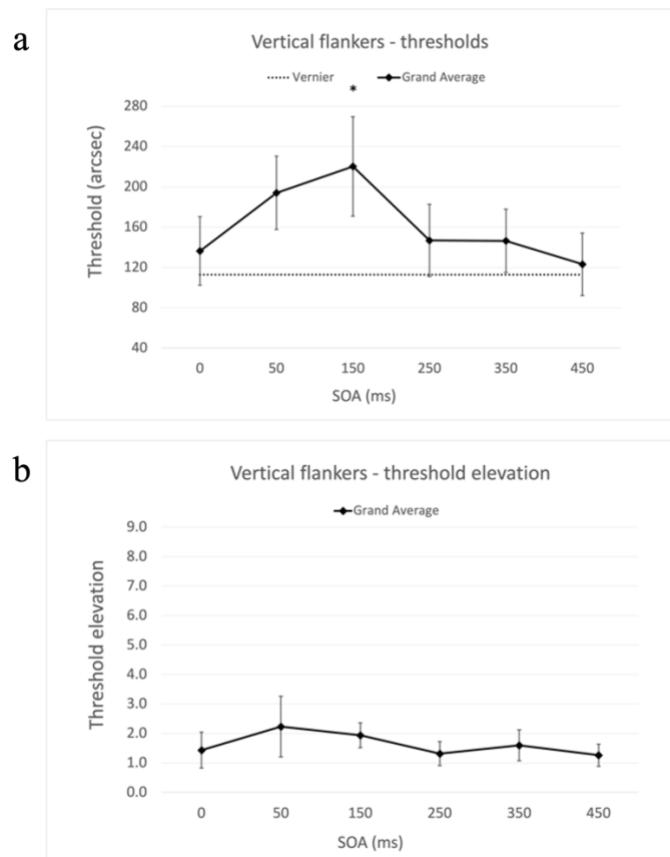 a
Vertical flankers - thresholds
Vernier Grand Average
*
Threshold (arcsec)
280
240
200
160
120
80
40
0 50 150 250 350 450
SOA (ms)
b
Vertical flankers - threshold elevation
Grand Average
Threshold elevation
9.0
8.0
7.0
6.0
5.0
4.0
3.0
2.0
1.0
0.0
0 50 150 250 350 450
SOA (ms)